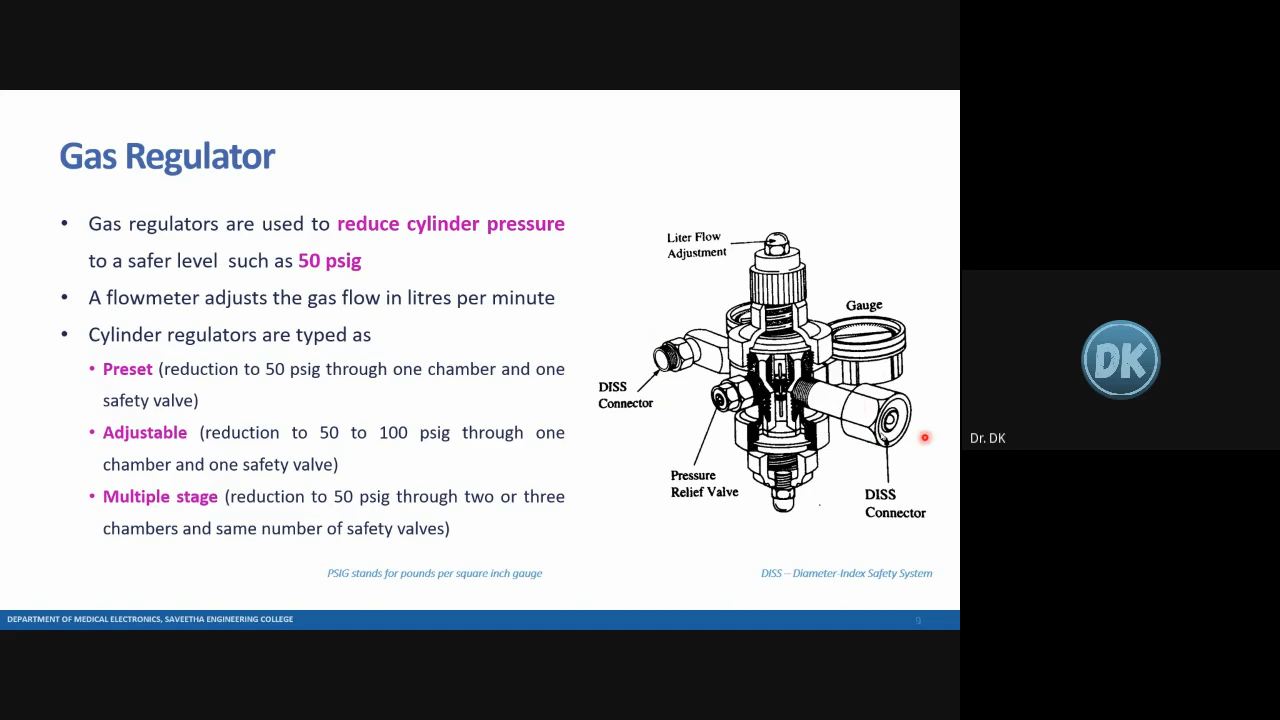 Gas Regulator
• Gas regulators are used to reduce cylinder pressure
to a safer level such as 50 psig
• A flowmeter adjusts the gas flow in litres per minute
• Cylinder regulators are typed as
• Preset (reduction to 50 psig through one chamber and one
safety valve)
• Adjustable (reduction to 50 to 100 psig through one
chamber and one safety valve)
• Multiple stage (reduction to 50 psig through two or three
chambers and same number of safety valves)
PSIG stands for pounds per square inch gauge
Liter Flow
Adjustment
Gauge
DISS
Connector
Pressure
Relief Valve
DISS
Connector
DISS – Diameter-Index Safety System
DEPARTMENT OF MEDICAL ELECTRONICS, SAVEETHA ENGINEERING COLLEGE
9
DK
Dr. DK